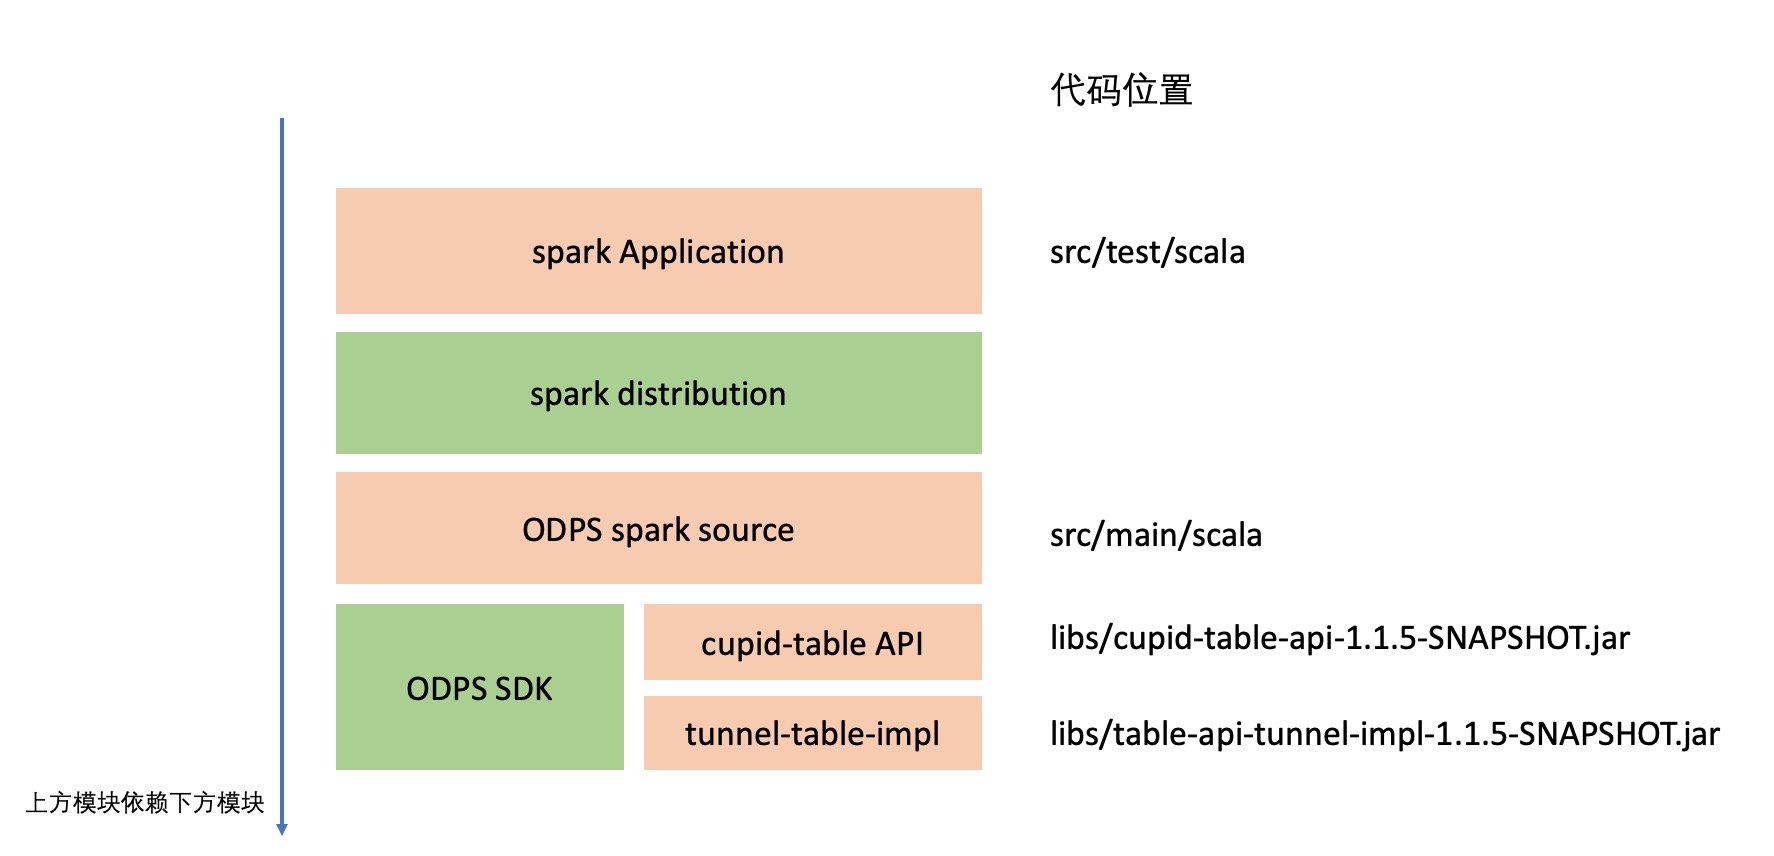 代码位置
spark Application
src/test/scala
spark distribution
ODPS spark source
src/main/scala
ODPS SDK
cupid-table API
libs/cupid-table-api-1.1.5-SNAPSHOT.jar
tunnel-table-impl
libs/table-api-tunnel-impl-1.1.5-SNAPSHOT.jar
上方模块依赖下方模块